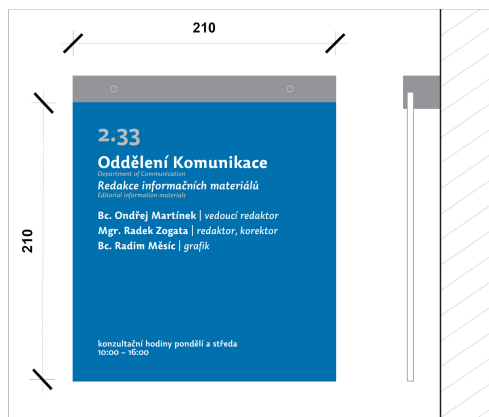 210
210
2.33
Oddělení Komunikace
Department of Communication
Redakce informačních materiálů
Editorial information materials
Bc. Ondřej Martínek | vedoucí redaktor
Mgr. Radek Zogata | redaktor, korektor
Bc. Radim Měsíc | grafik
konzultační hodiny pondělí a středa
10:00 – 16:00